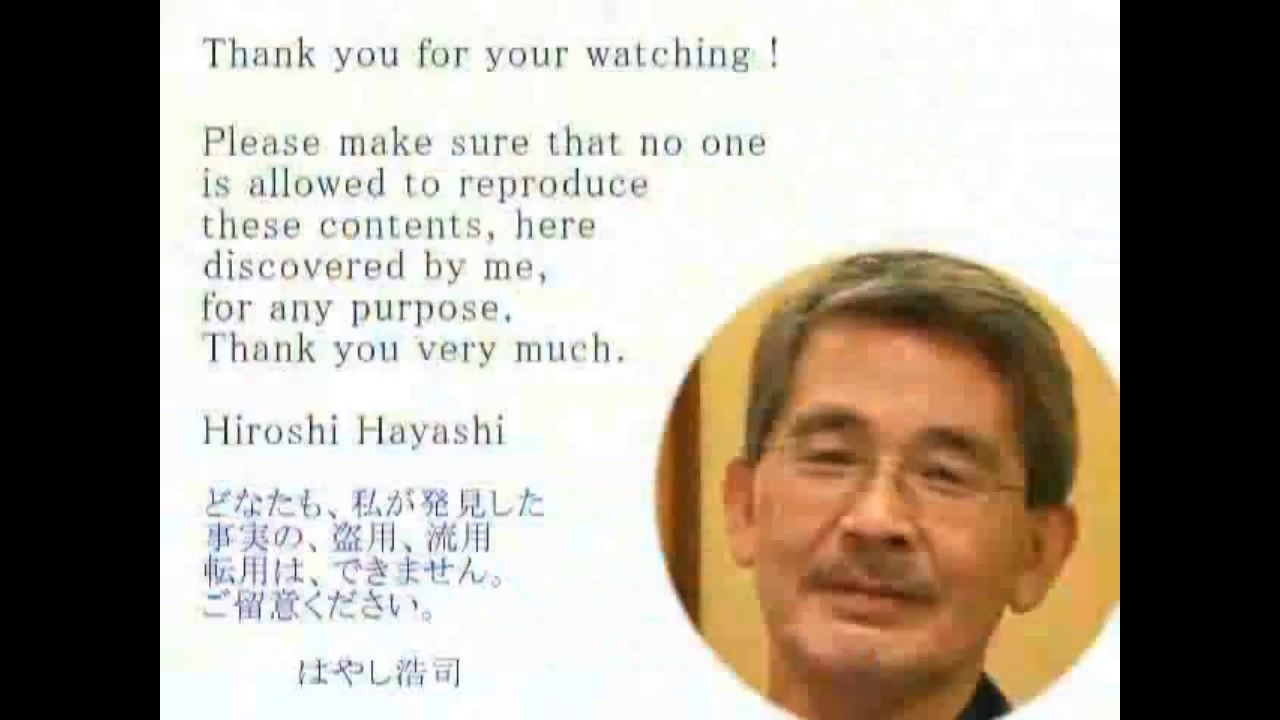 Thank you for your watching !
Please make sure that no one
is allowed to reproduce
these contents, here
discovered by me,
for any purpose.
Thank you very much.
Hiroshi Hayashi
どなたも、私が発見した
事実の、盗用、流用
転用は、できません。
ご留意ください。
はやし浩司